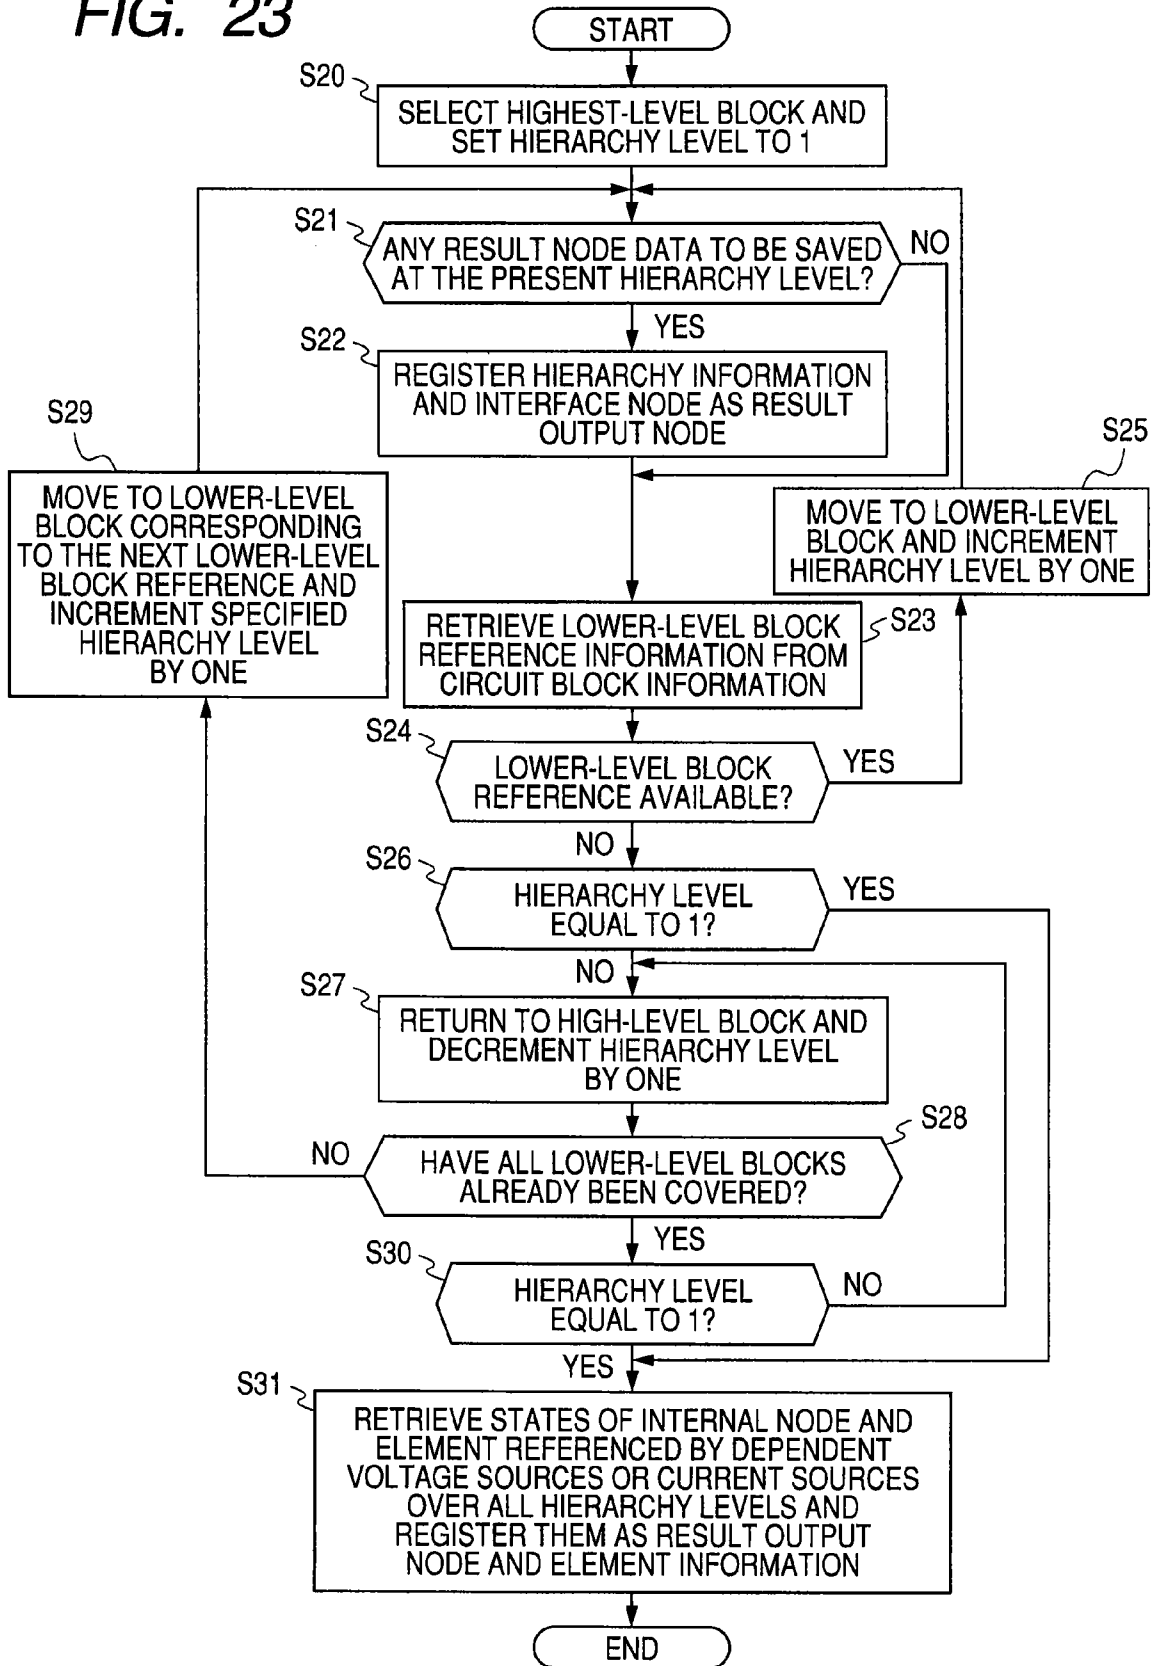 FIG. 23
START
S20
SELECT HIGHEST-LEVEL BLOCK AND
SET HIERARCHY LEVEL TO 1
S21
ANY RESULT NODE DATA TO BE SAVED
AT THE PRESENT HIERARCHY LEVEL?
NO
YES
S22
REGISTER HIERARCHY INFORMATION
AND INTERFACE NODE AS RESULT
OUTPUT NODE
S29
MOVE TO LOWER-LEVEL
BLOCK CORRESPONDING
TO THE NEXT LOWER-LEVEL
BLOCK REFERENCE AND
INCREMENT SPECIFIED
HIERARCHY LEVEL
BY ONE
S25
MOVE TO LOWER-LEVEL
BLOCK AND INCREMENT
HIERARCHY LEVEL BY ONE
S23
RETRIEVE LOWER-LEVEL BLOCK
REFERENCE INFORMATION FROM
CIRCUIT BLOCK INFORMATION
S24
LOWER-LEVEL BLOCK
REFERENCE AVAILABLE?
YES
NO
S26
HIERARCHY LEVEL
EQUAL TO 1?
YES
NO
S27
RETURN TO HIGH-LEVEL BLOCK AND
DECREMENT HIERARCHY LEVEL
BY ONE
S28
HAVE ALL LOWER-LEVEL BLOCKS
ALREADY BEEN COVERED?
NO
YES
S30
HIERARCHY LEVEL
EQUAL TO 1?
NO
YES
S31
RETRIEVE STATES OF INTERNAL NODE AND
ELEMENT REFERENCED BY DEPENDENT
VOLTAGE SOURCES OR CURRENT SOURCES
OVER ALL HIERARCHY LEVELS AND
REGISTER THEM AS RESULT OUTPUT
NODE AND ELEMENT INFORMATION
END